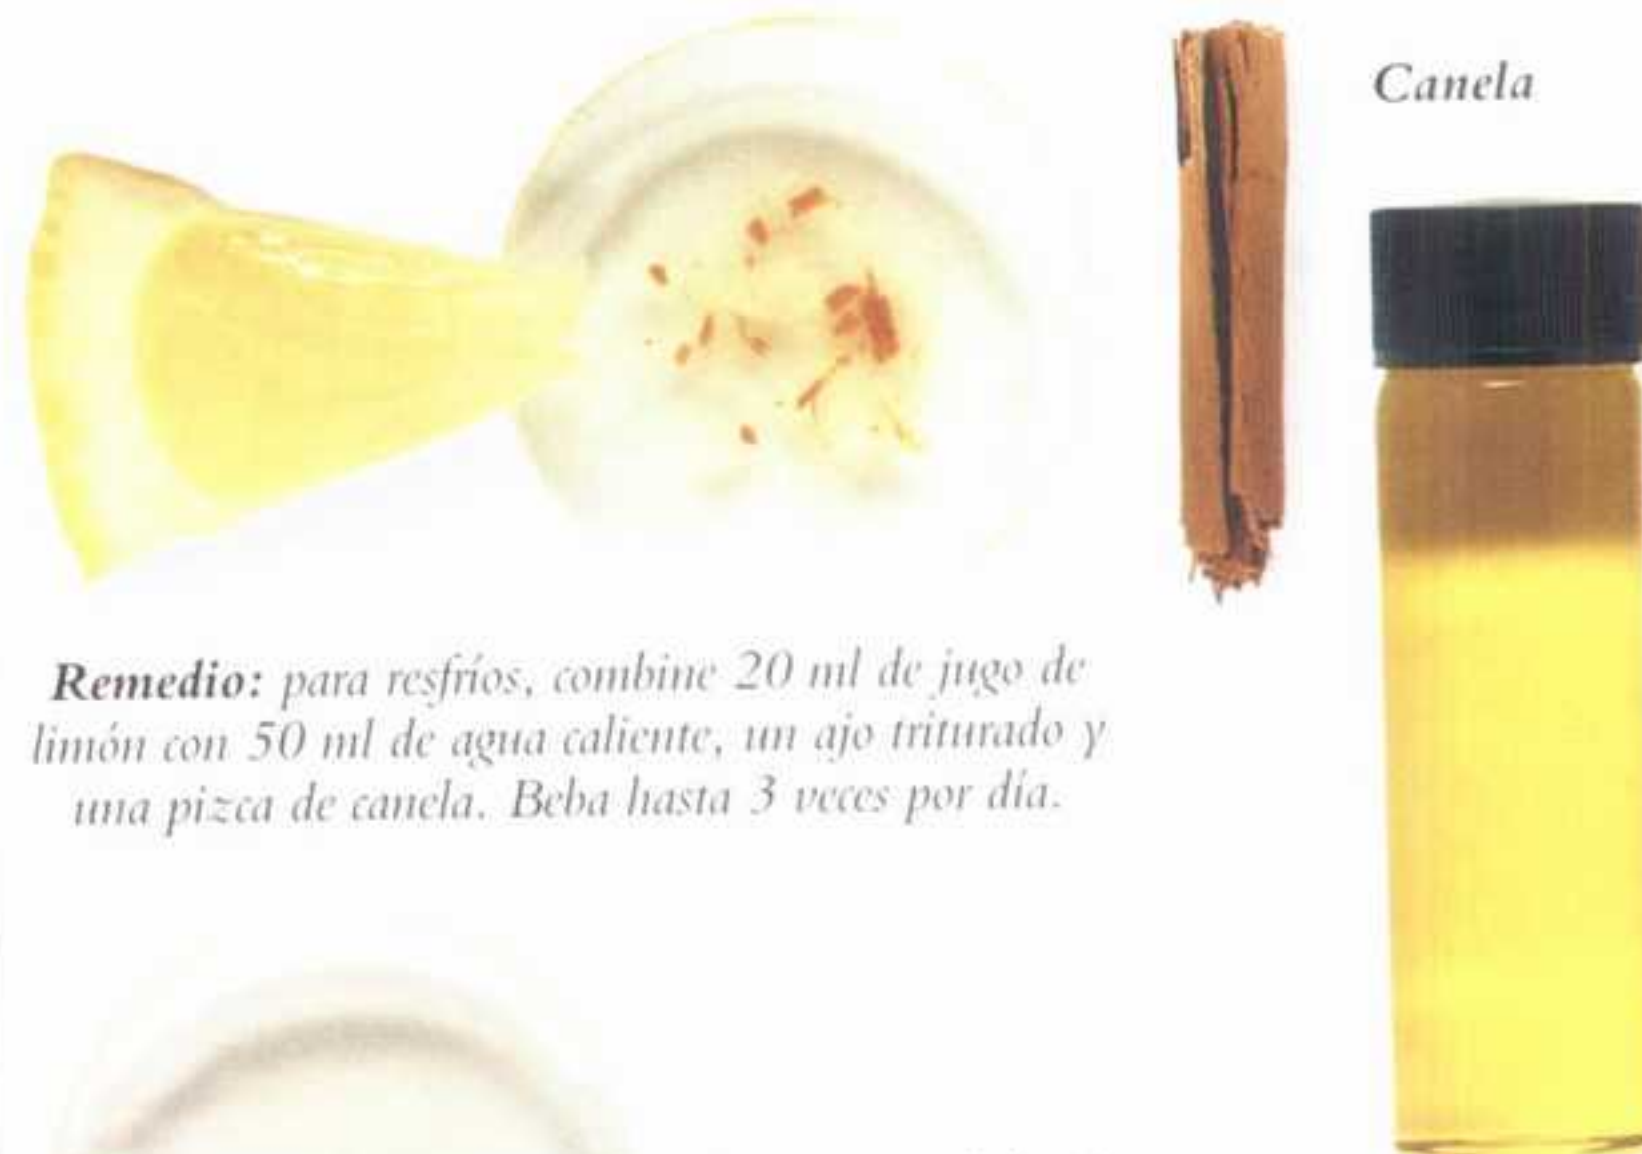 Canela
Remedio: para resfríos, combine 20 ml de jugo de
limón con 50 ml de agua caliente, un ajo triturado y
una pizca de canela. Beba hasta 3 veces por día.